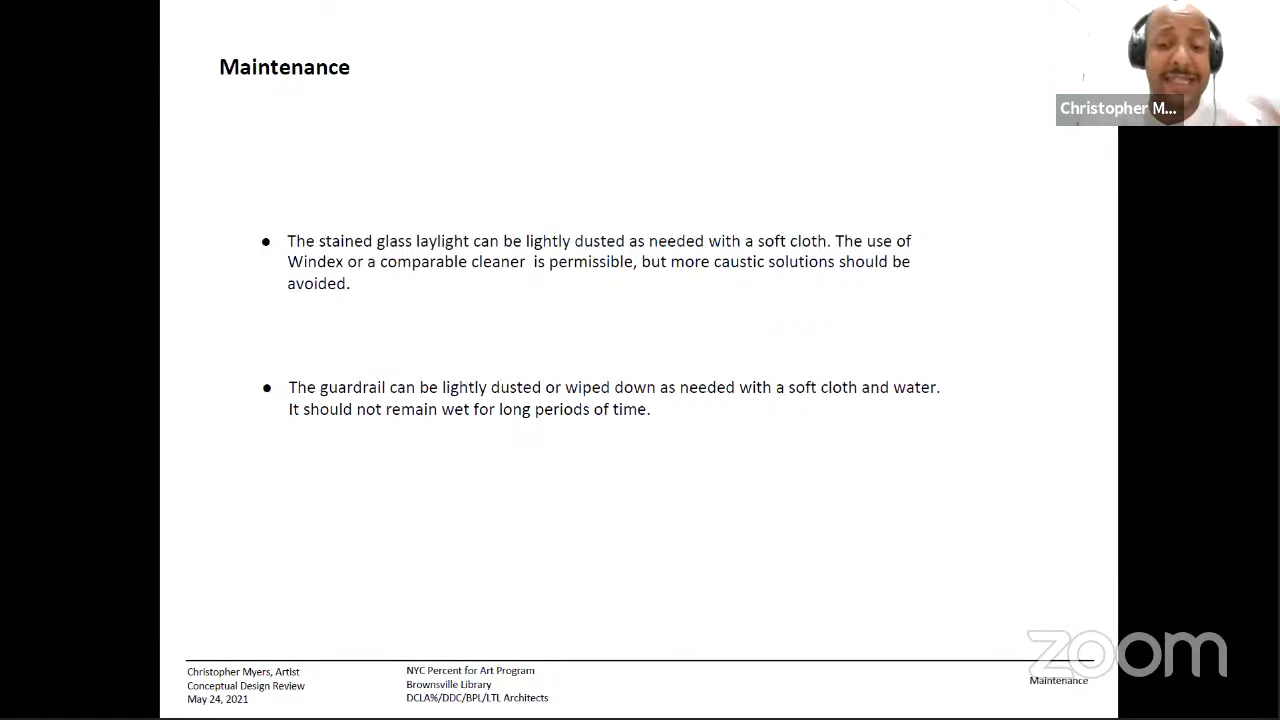 Maintenance
Christopher M...
● The stained glass laylight can be lightly dusted as needed with a soft cloth. The use of
Windex or a comparable cleaner is permissible, but more caustic solutions should be
avoided.
● The guardrail can be lightly dusted or wiped down as needed with a soft cloth and water.
It should not remain wet for long periods of time.
Christopher Myers, Artist
Conceptual Design Review
May 24, 2021
NYC Percent for Art Program
Brownsville Library
DCLA%/DDC/BPL/LTL Architects
Maintenance
zoom